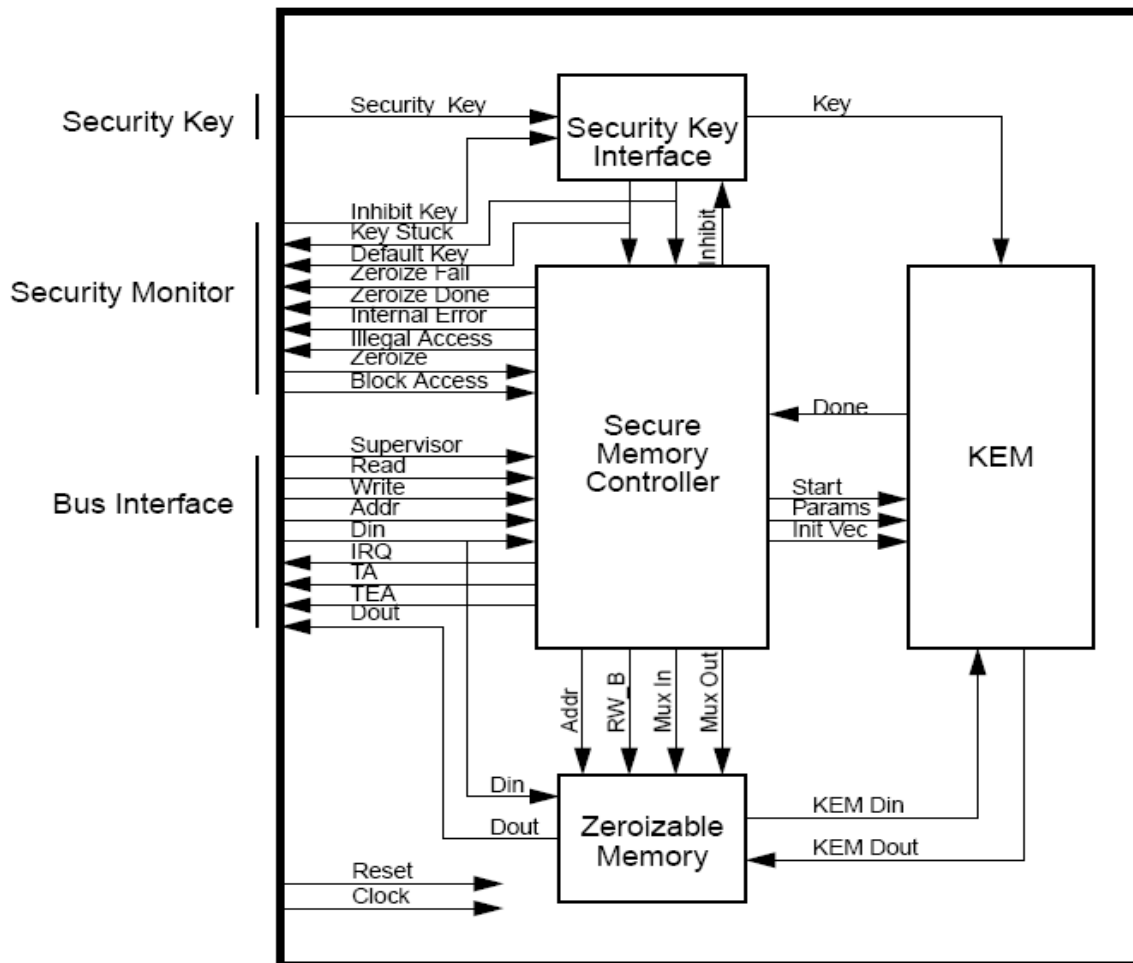 Security Key
Security Key
Security Key
Interface
Key
Security Monitor
Inhibit Key
Key Stuck
Default Key
Zeroize Fail
Zeroize Done
Internal Error
Illegal Access
Zeroize
Block Access
Inhibit
Bus Interface
Supervisor
Read
Write
Addr
Din
IRQ
TA
TEA
Dout
Secure
Memory
Controller
Done
Start
Params
Init Vec
KEM
Addr
RW_B
Mux In
Mux Out
Din
Dout
Zeroizable
Memory
KEM Din
KEM Dout
Reset
Clock